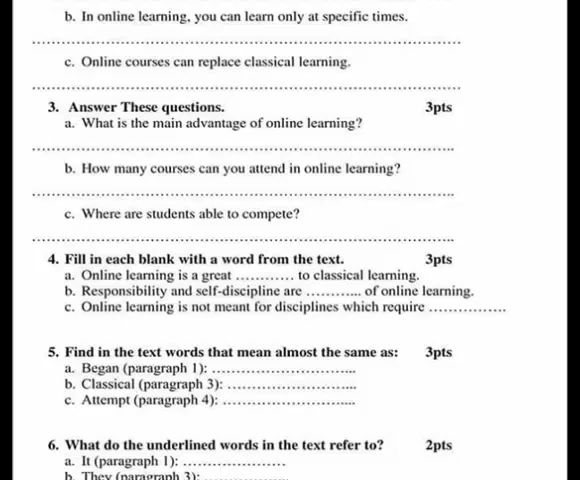 b. In online learning, you can learn only at specific times.
................................................................................
c. Online courses can replace classical learning.
................................................................................
3. Answer These questions. 3pts
a. What is the main advantage of online learning?
................................................................................
b. How many courses can you attend in online learning?
................................................................................
c. Where are students able to compete?
................................................................................
4. Fill in each blank with a word from the text. 3pts
a. Online learning is a great ............ to classical learning.
b. Responsibility and self-discipline are ............ of online learning.
c. Online learning is not meant for disciplines which require ................
5. Find in the text words that mean almost the same as: 3pts
a. Began (paragraph 1): ..............................
b. Classical (paragraph 3): ...........................
c. Attempt (paragraph 4): ............................
6. What do the underlined words in the text refer to? 2pts
a. It (paragraph 1): .....................
b. They (paragraph 3): ..................